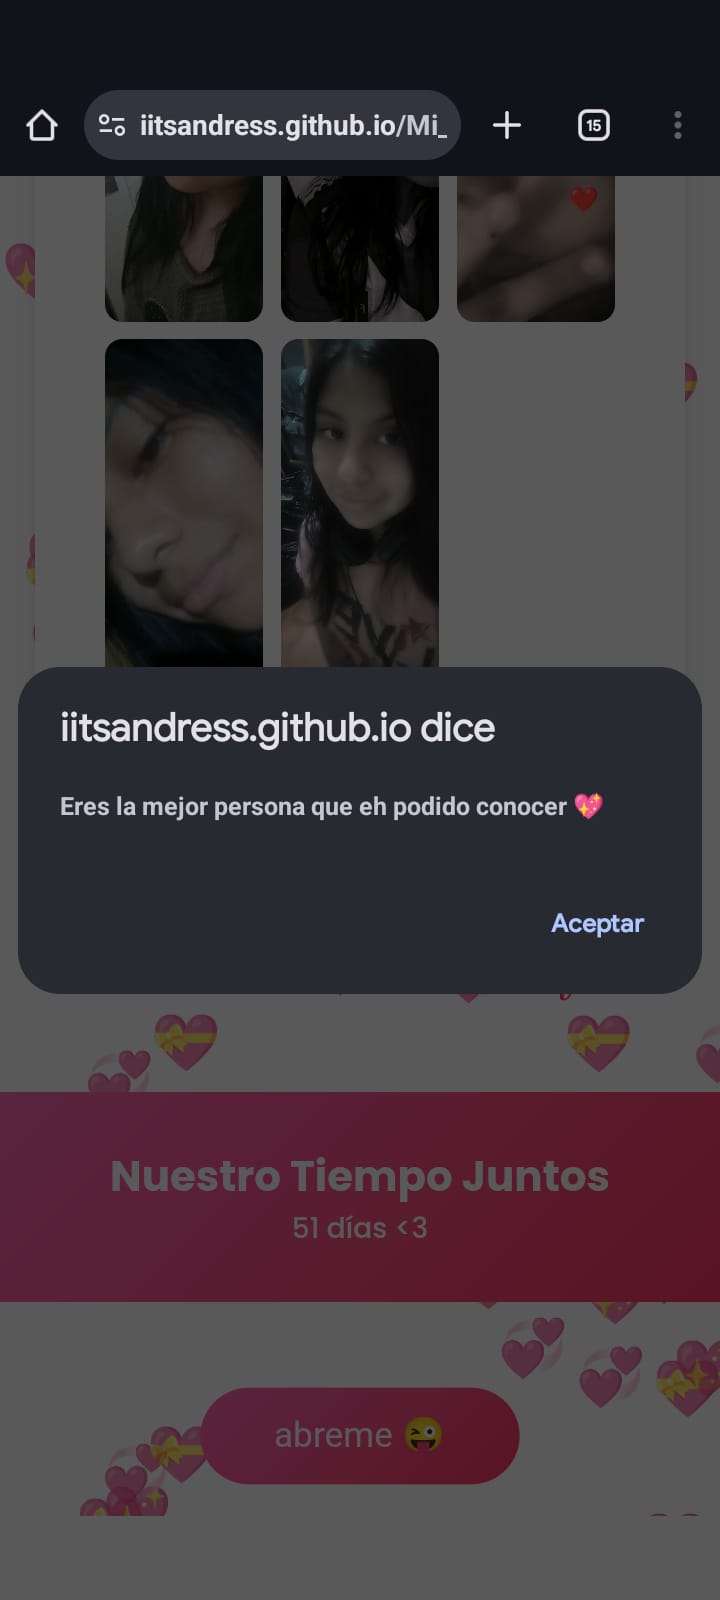 iitsandress.github.io/Mi_
15
iitsandress.github.io dice
Eres la mejor persona que eh podido conocer 💖
Aceptar
Nuestro Tiempo Juntos
51 días <3
abreme 😜